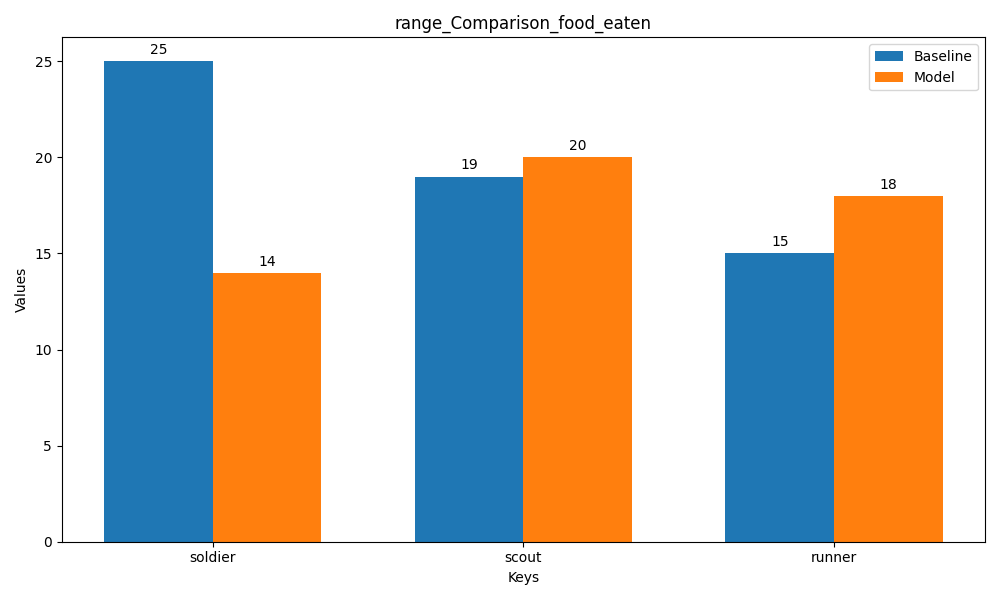 range_Comparison_food_eaten
Baseline
Model
25
14
19
20
15
18
Values
25
20
15
10
5
0
soldier
scout
runner
Keys